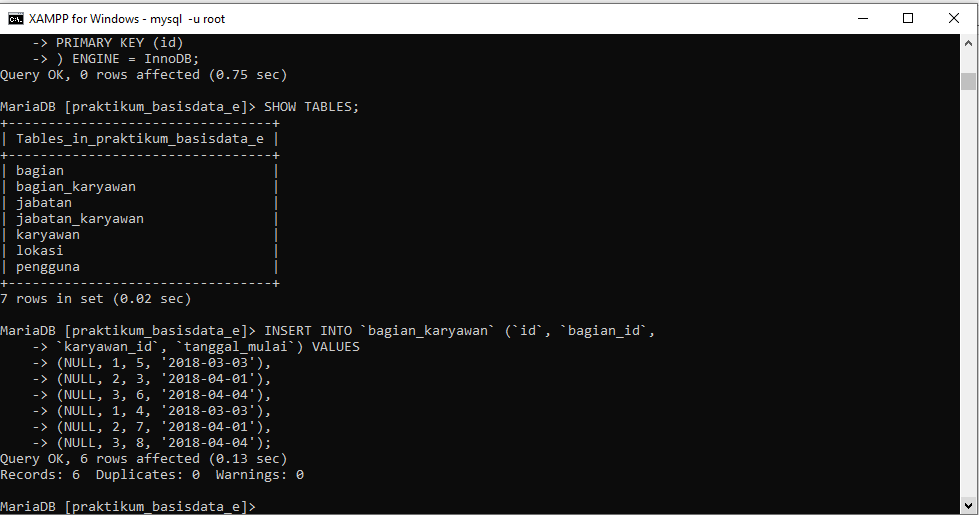 XAMPP for Windows - mysql  -u root
    -> PRIMARY KEY (id)
    -> ) ENGINE = InnoDB;
Query OK, 0 rows affected (0.75 sec)
MariaDB [praktikum_basisdata_e]> SHOW TABLES;
+---------------------------------+
| Tables_in_praktikum_basisdata_e |
+---------------------------------+
| bagian                          |
| bagian_karyawan                 |
| jabatan                         |
| jabatan_karyawan                |
| karyawan                        |
| lokasi                          |
| pengguna                        |
+---------------------------------+
7 rows in set (0.02 sec)
MariaDB [praktikum_basisdata_e]> INSERT INTO `bagian_karyawan` (`id`, `bagian_id`,
    -> `karyawan_id`, `tanggal_mulai`) VALUES
    -> (NULL, 1, 5, '2018-03-03'),
    -> (NULL, 2, 3, '2018-04-01'),
    -> (NULL, 3, 6, '2018-04-04'),
    -> (NULL, 1, 4, '2018-03-03'),
    -> (NULL, 2, 7, '2018-04-01'),
    -> (NULL, 3, 8, '2018-04-04');
Query OK, 6 rows affected (0.13 sec)
Records: 6  Duplicates: 0  Warnings: 0
MariaDB [praktikum_basisdata_e]>